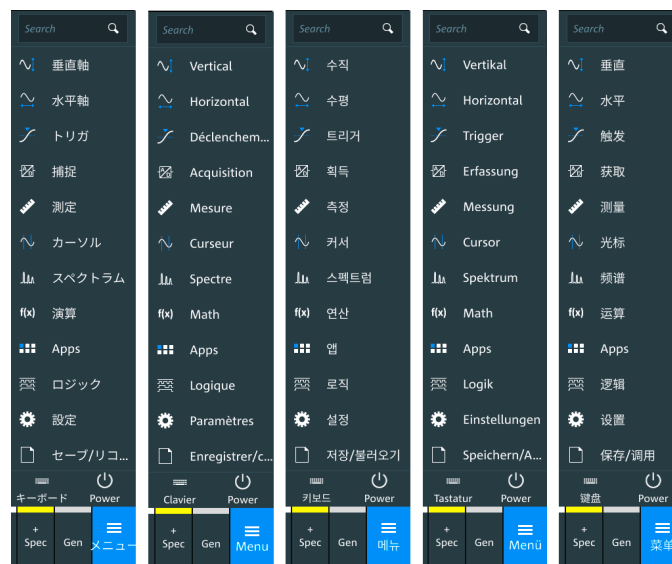 Search
垂直軸
水平軸
トリガ
捕捉
測定
カーソル
スペクトラム
f(x) 演算
Apps
ロジック
設定
セーブ/リコ...
キーボード Power
+
Spec Gen メニュー
Search
Vertical
Horizontal
Déclenchem...
Acquisition
Mesure
Curseur
Spectre
f(x) Math
Apps
Logique
Paramètres
Enregistrer/c...
Clavier Power
+
Spec Gen Menu
Search
수직
수평
트리거
획득
측정
커서
스펙트럼
f(x) 연산
앱
로직
설정
저장/불러오기
키보드 Power
+
Spec Gen 메뉴
Search
Vertikal
Horizontal
Trigger
Erfassung
Messung
Cursor
Spektrum
f(x) Math
Apps
Logik
Einstellungen
Speichern/A...
Tastatur Power
+
Spec Gen Menü
Search
垂直
水平
触发
获取
测量
光标
频谱
f(x) 运算
Apps
逻辑
设置
保存/调用
键盘 Power
+
Spec Gen 菜单